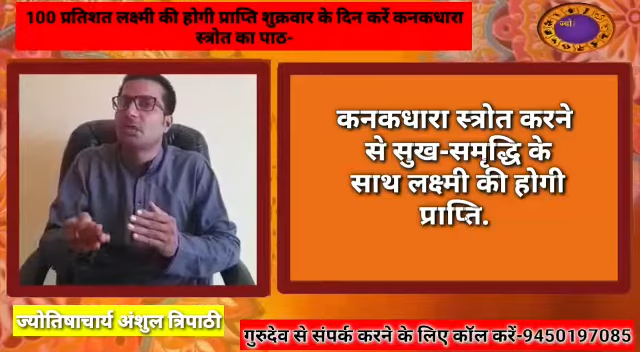 100 प्रतिशत लक्ष्मी की होगी प्राप्ति शुक्रवार के दिन करें कनकधारा
स्त्रोत का पाठ-
कनकधारा स्त्रोत करने
से सुख-समृद्धि के
साथ लक्ष्मी की होगी
प्राप्ति.
ज्योतिषाचार्य अंशुल त्रिपाठी
गुरुदेव से संपर्क करने के लिए कॉल करें-9450197085